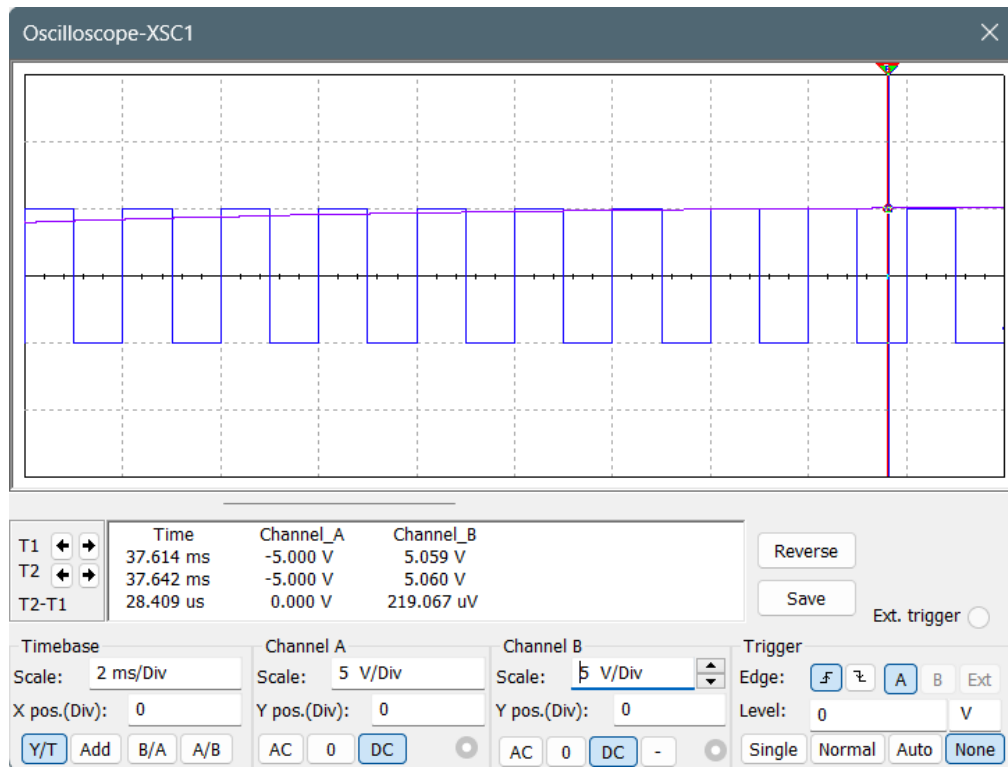 Oscilloscope-XSC1
Time Channel_A Channel_B
T1 37.614 ms -5.000 V 5.059 V
T2 37.642 ms -5.000 V 5.060 V
T2-T1 28.409 us 0.000 V 219.067 uV
Reverse
Save
Ext. trigger
Timebase
Scale: 2 ms/Div
X pos.(Div): 0
Y/T Add B/A A/B
Channel A
Scale: 5 V/Div
Y pos.(Div): 0
AC 0 DC
Channel B
Scale: 5 V/Div
Y pos.(Div): 0
AC 0 DC -
Trigger
Edge: A B Ext
Level: 0 V
Single Normal Auto None